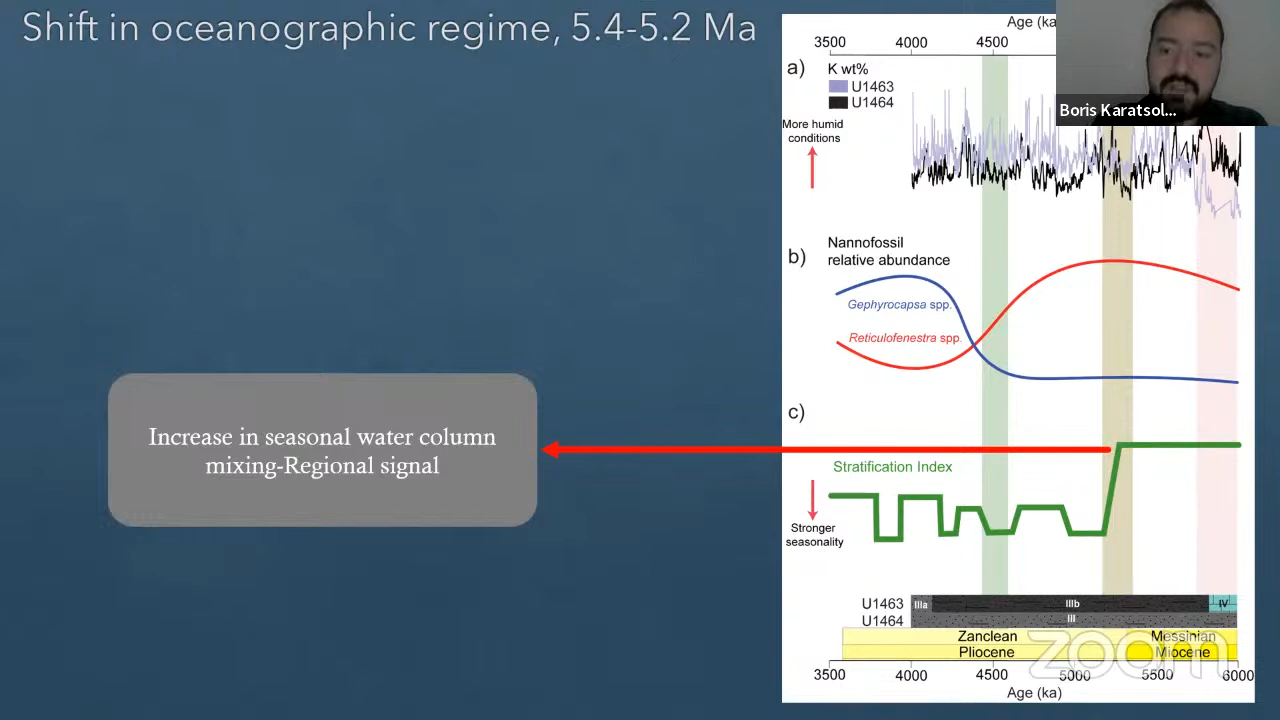 Shift in oceanographic regime, 5.4-5.2 Ma
Increase in seasonal water column
mixing-Regional signal
Age (ka
3500 4000 4500
a)
K wt%
U1463
U1464
More humid
conditions
Boris Karatsol...
b)
Nannofossil
relative abundance
Gephyrocapsa spp.
Reticulofenestra spp.
c)
Stratification Index
Stronger
seasonality
U1463 IIIa IIIb IV
U1464 III
Zanclean Messinian
Pliocene Miocene
zoom
3500 4000 4500 5000 5500 6000
Age (ka)